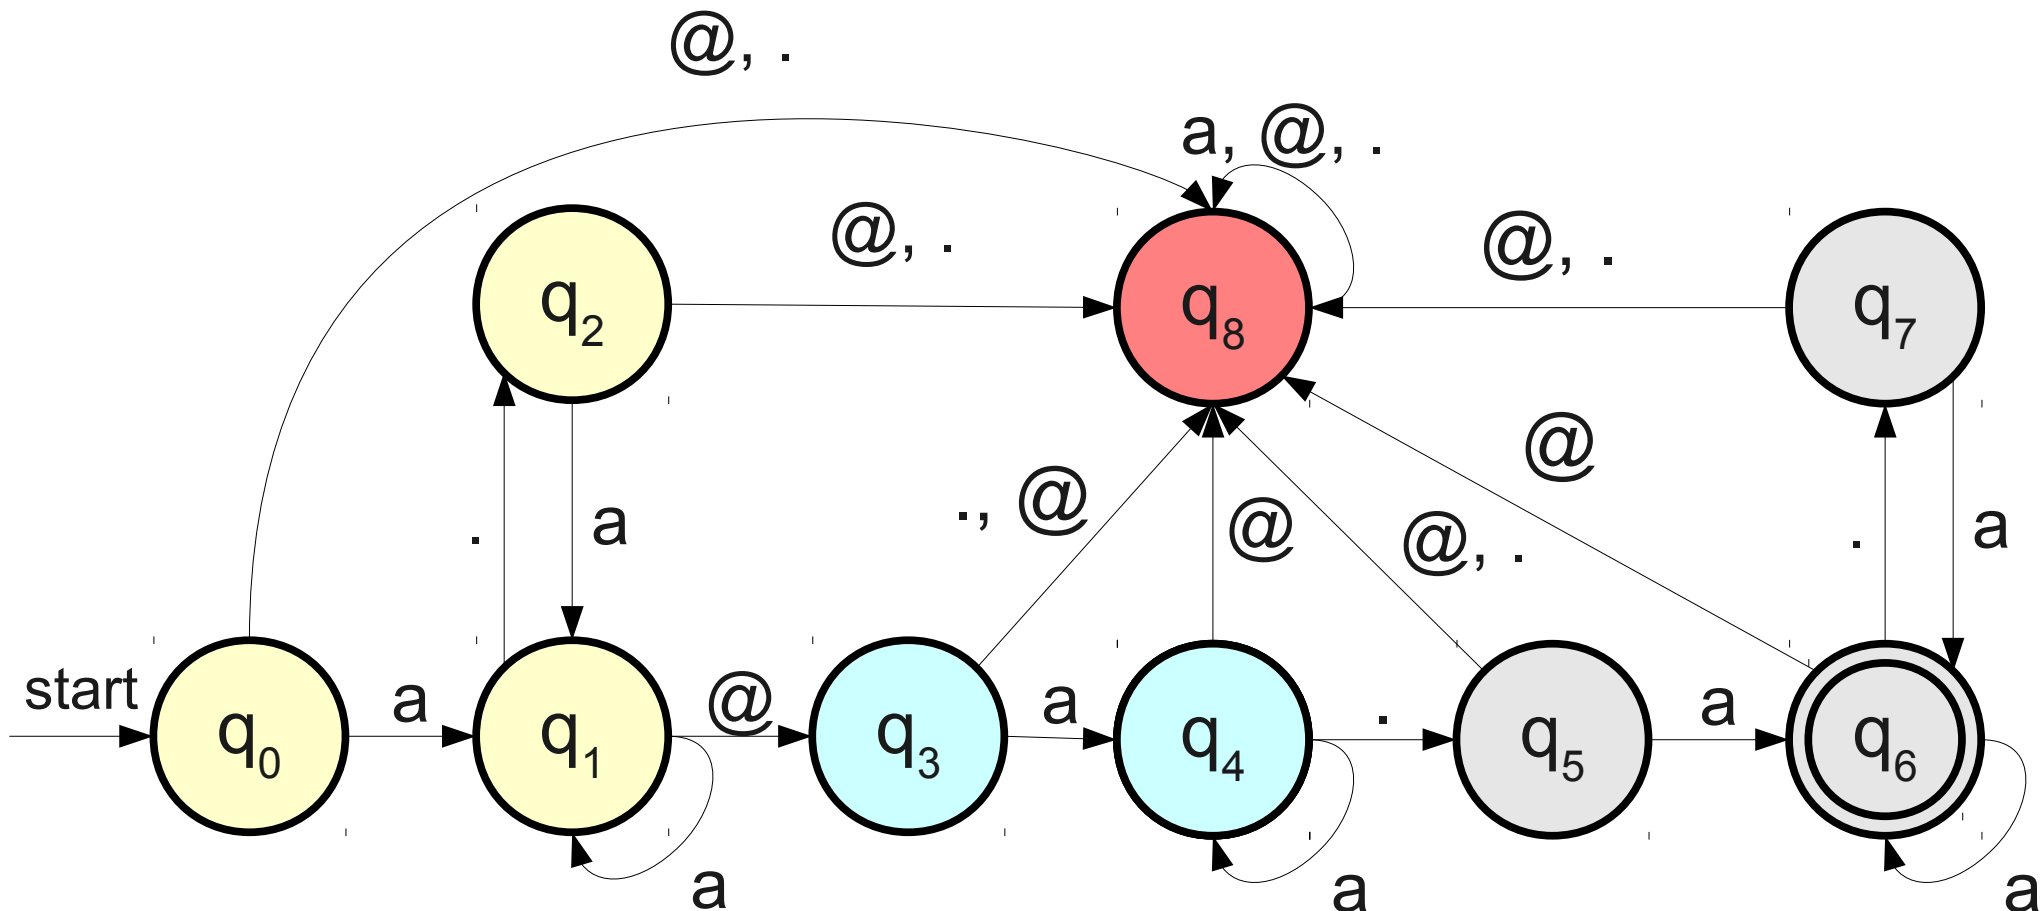 @, .
a, @, .
@, .
@, .
q2
q8
q7
@
., @
@
@, .
.
a
.
a
start
a
@
a
.
a
q0
q1
q3
q4
q5
q6
a
a
a